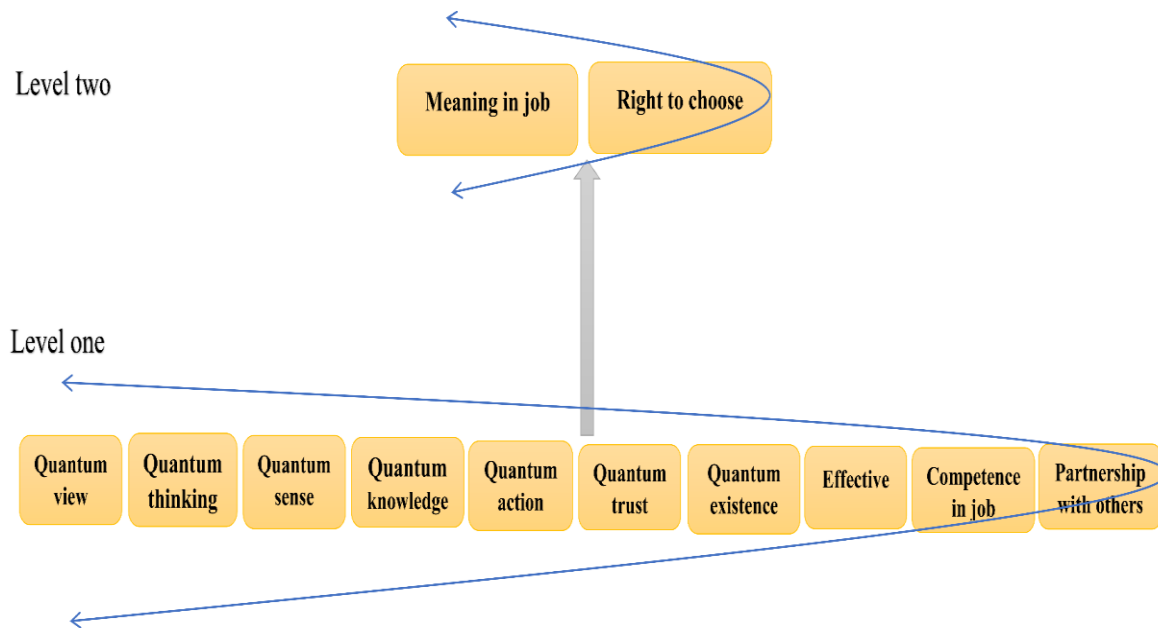 Level two
Meaning in job
Right to choose
Level one
Quantum
view
Quantum
thinking
Quantum
sense
Quantum
knowledge
Quantum
action
Quantum
trust
Quantum
existence
Effective
Competence
in job
Partnership
with others